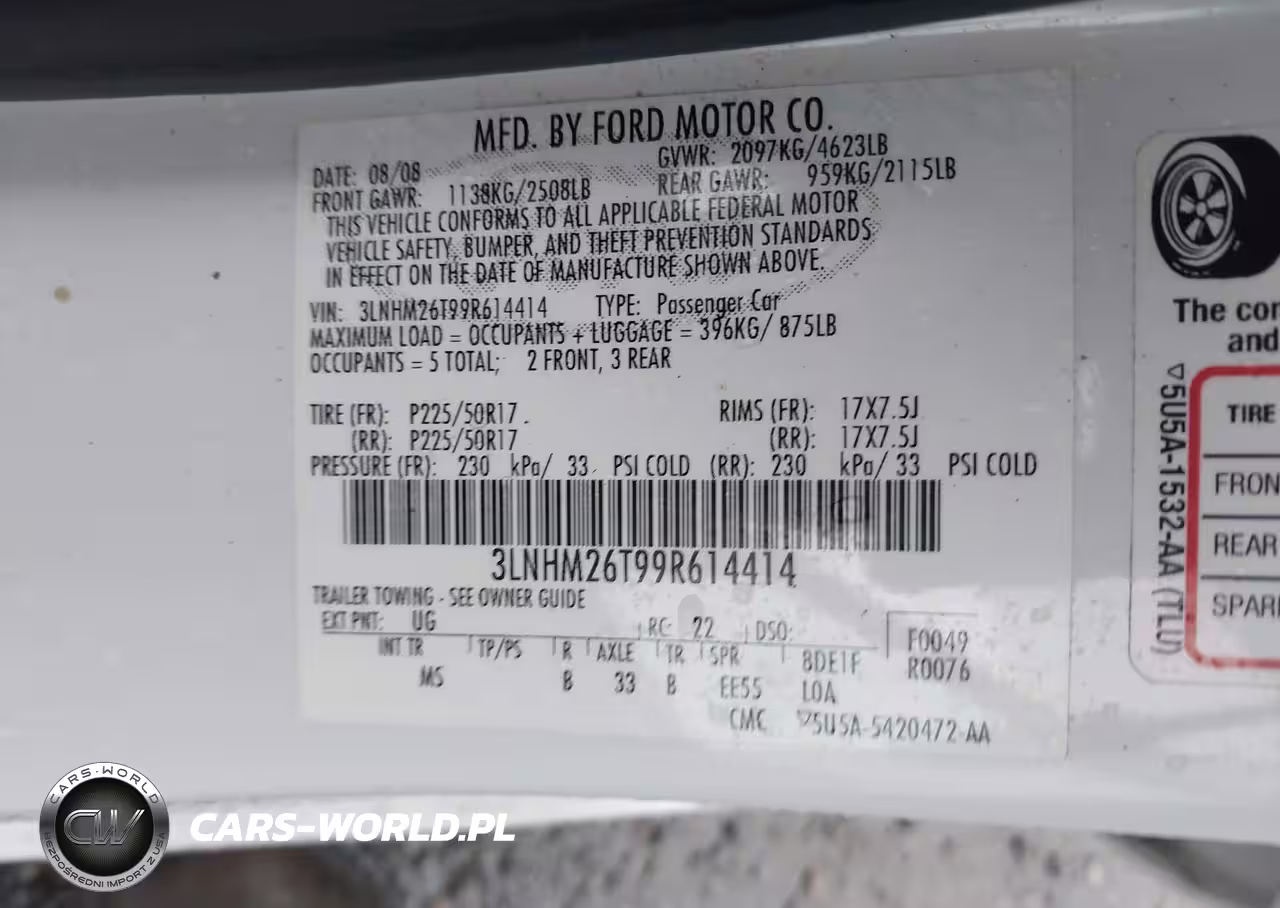 MFD. BY FORD MOTOR CO.
DATE: 08/08 GVWR: 2097KG/4623LB
FRONT GAWR: 1138KG/2508LB REAR GAWR: 959KG/2115LB
THIS VEHICLE CONFORMS TO ALL APPLICABLE FEDERAL MOTOR
VEHICLE SAFETY, BUMPER, AND THEFT PREVENTION STANDARDS
IN EFFECT ON THE DATE OF MANUFACTURE SHOWN ABOVE.
VIN: 3LNHM26T99R614414 TYPE: Passenger Car
MAXIMUM LOAD = OCCUPANTS + LUGGAGE = 396KG/ 875LB
OCCUPANTS = 5 TOTAL; 2 FRONT, 3 REAR
TIRE (FR): P225/50R17 RIMS (FR): 17X7.5J
(RR): P225/50R17 (RR): 17X7.5J
PRESSURE (FR): 230 kPa/ 33 PSI COLD (RR): 230 kPa/ 33 PSI COLD
3LNHM26T99R614414
TRAILER TOWING - SEE OWNER GUIDE
EXT PNT: UG RC: 22 DSO: F0049
INT TR TP/PS R AXLE TR SPR 8DE1F R0076
MS B 33 B EE55 LOA
CMC 5U5A-5420472-AA
The con
and
5U5A-1532-AA (TLU)
TIRE
FRON
REAR
SPAR
CARS-WORLD
CW
BEZPOŚREDNI IMPORT Z USA
CARS-WORLD.PL